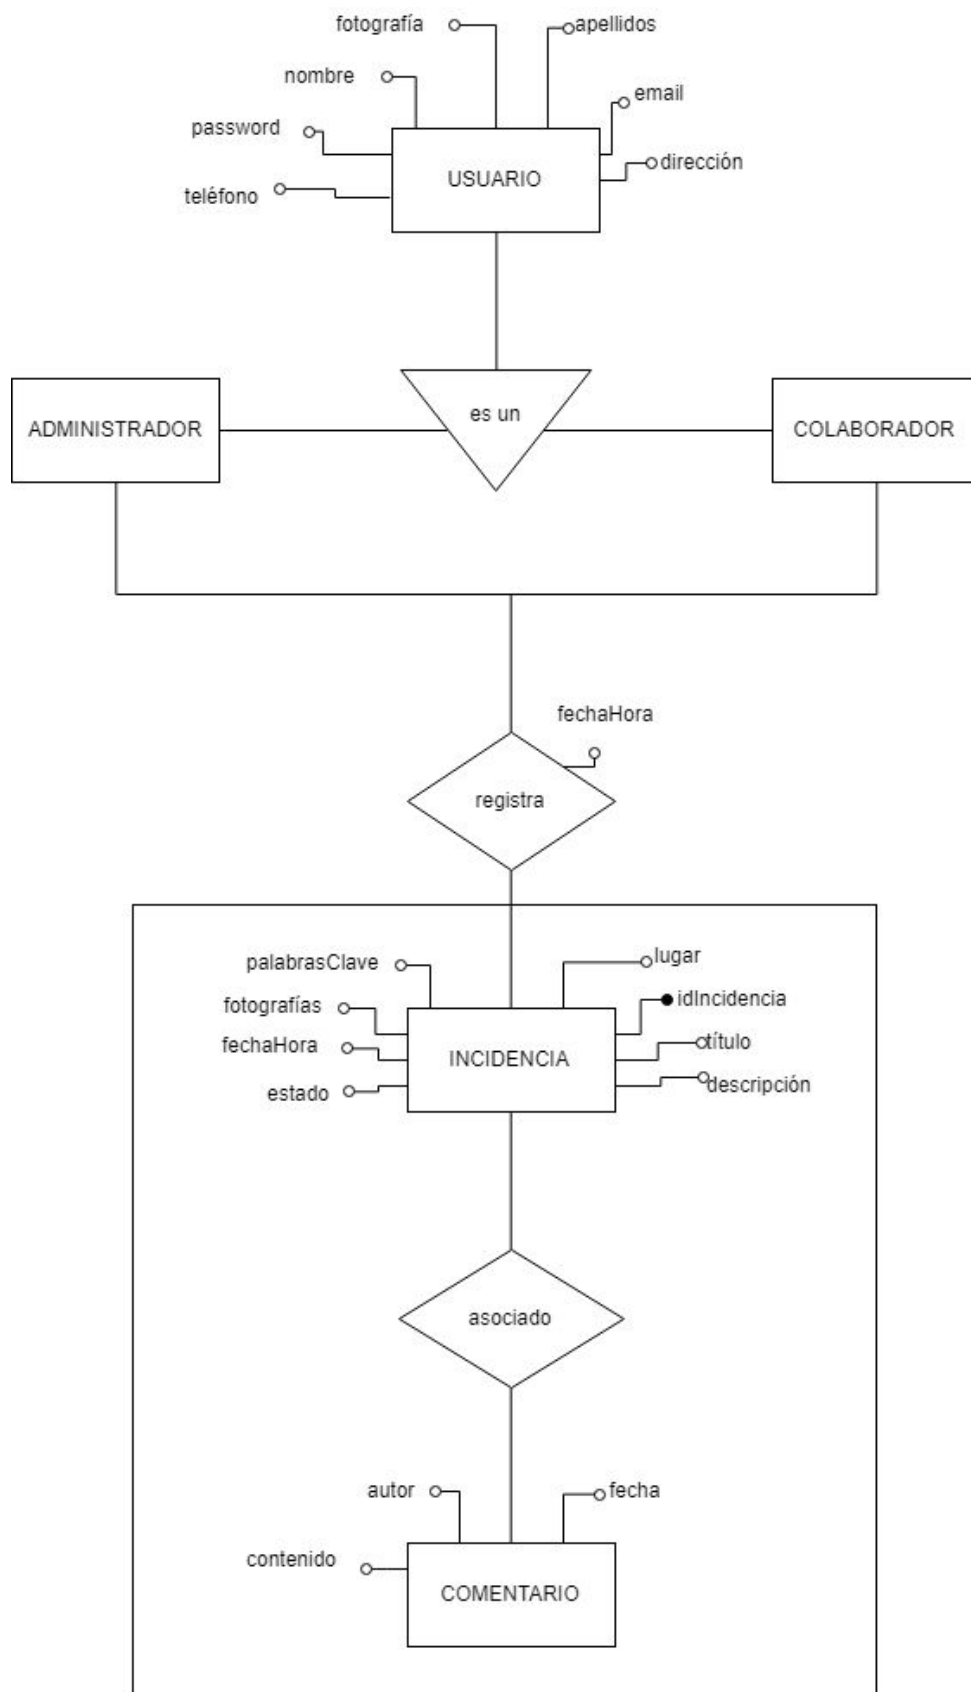 fotografía
apellidos
nombre
email
password
dirección
teléfono
USUARIO
ADMINISTRADOR
es un
COLABORADOR
fechaHora
registra
palabrasClave
lugar
fotografías
idIncidencia
fechaHora
título
INCIDENCIA
estado
descripción
asociado
autor
fecha
contenido
COMENTARIO